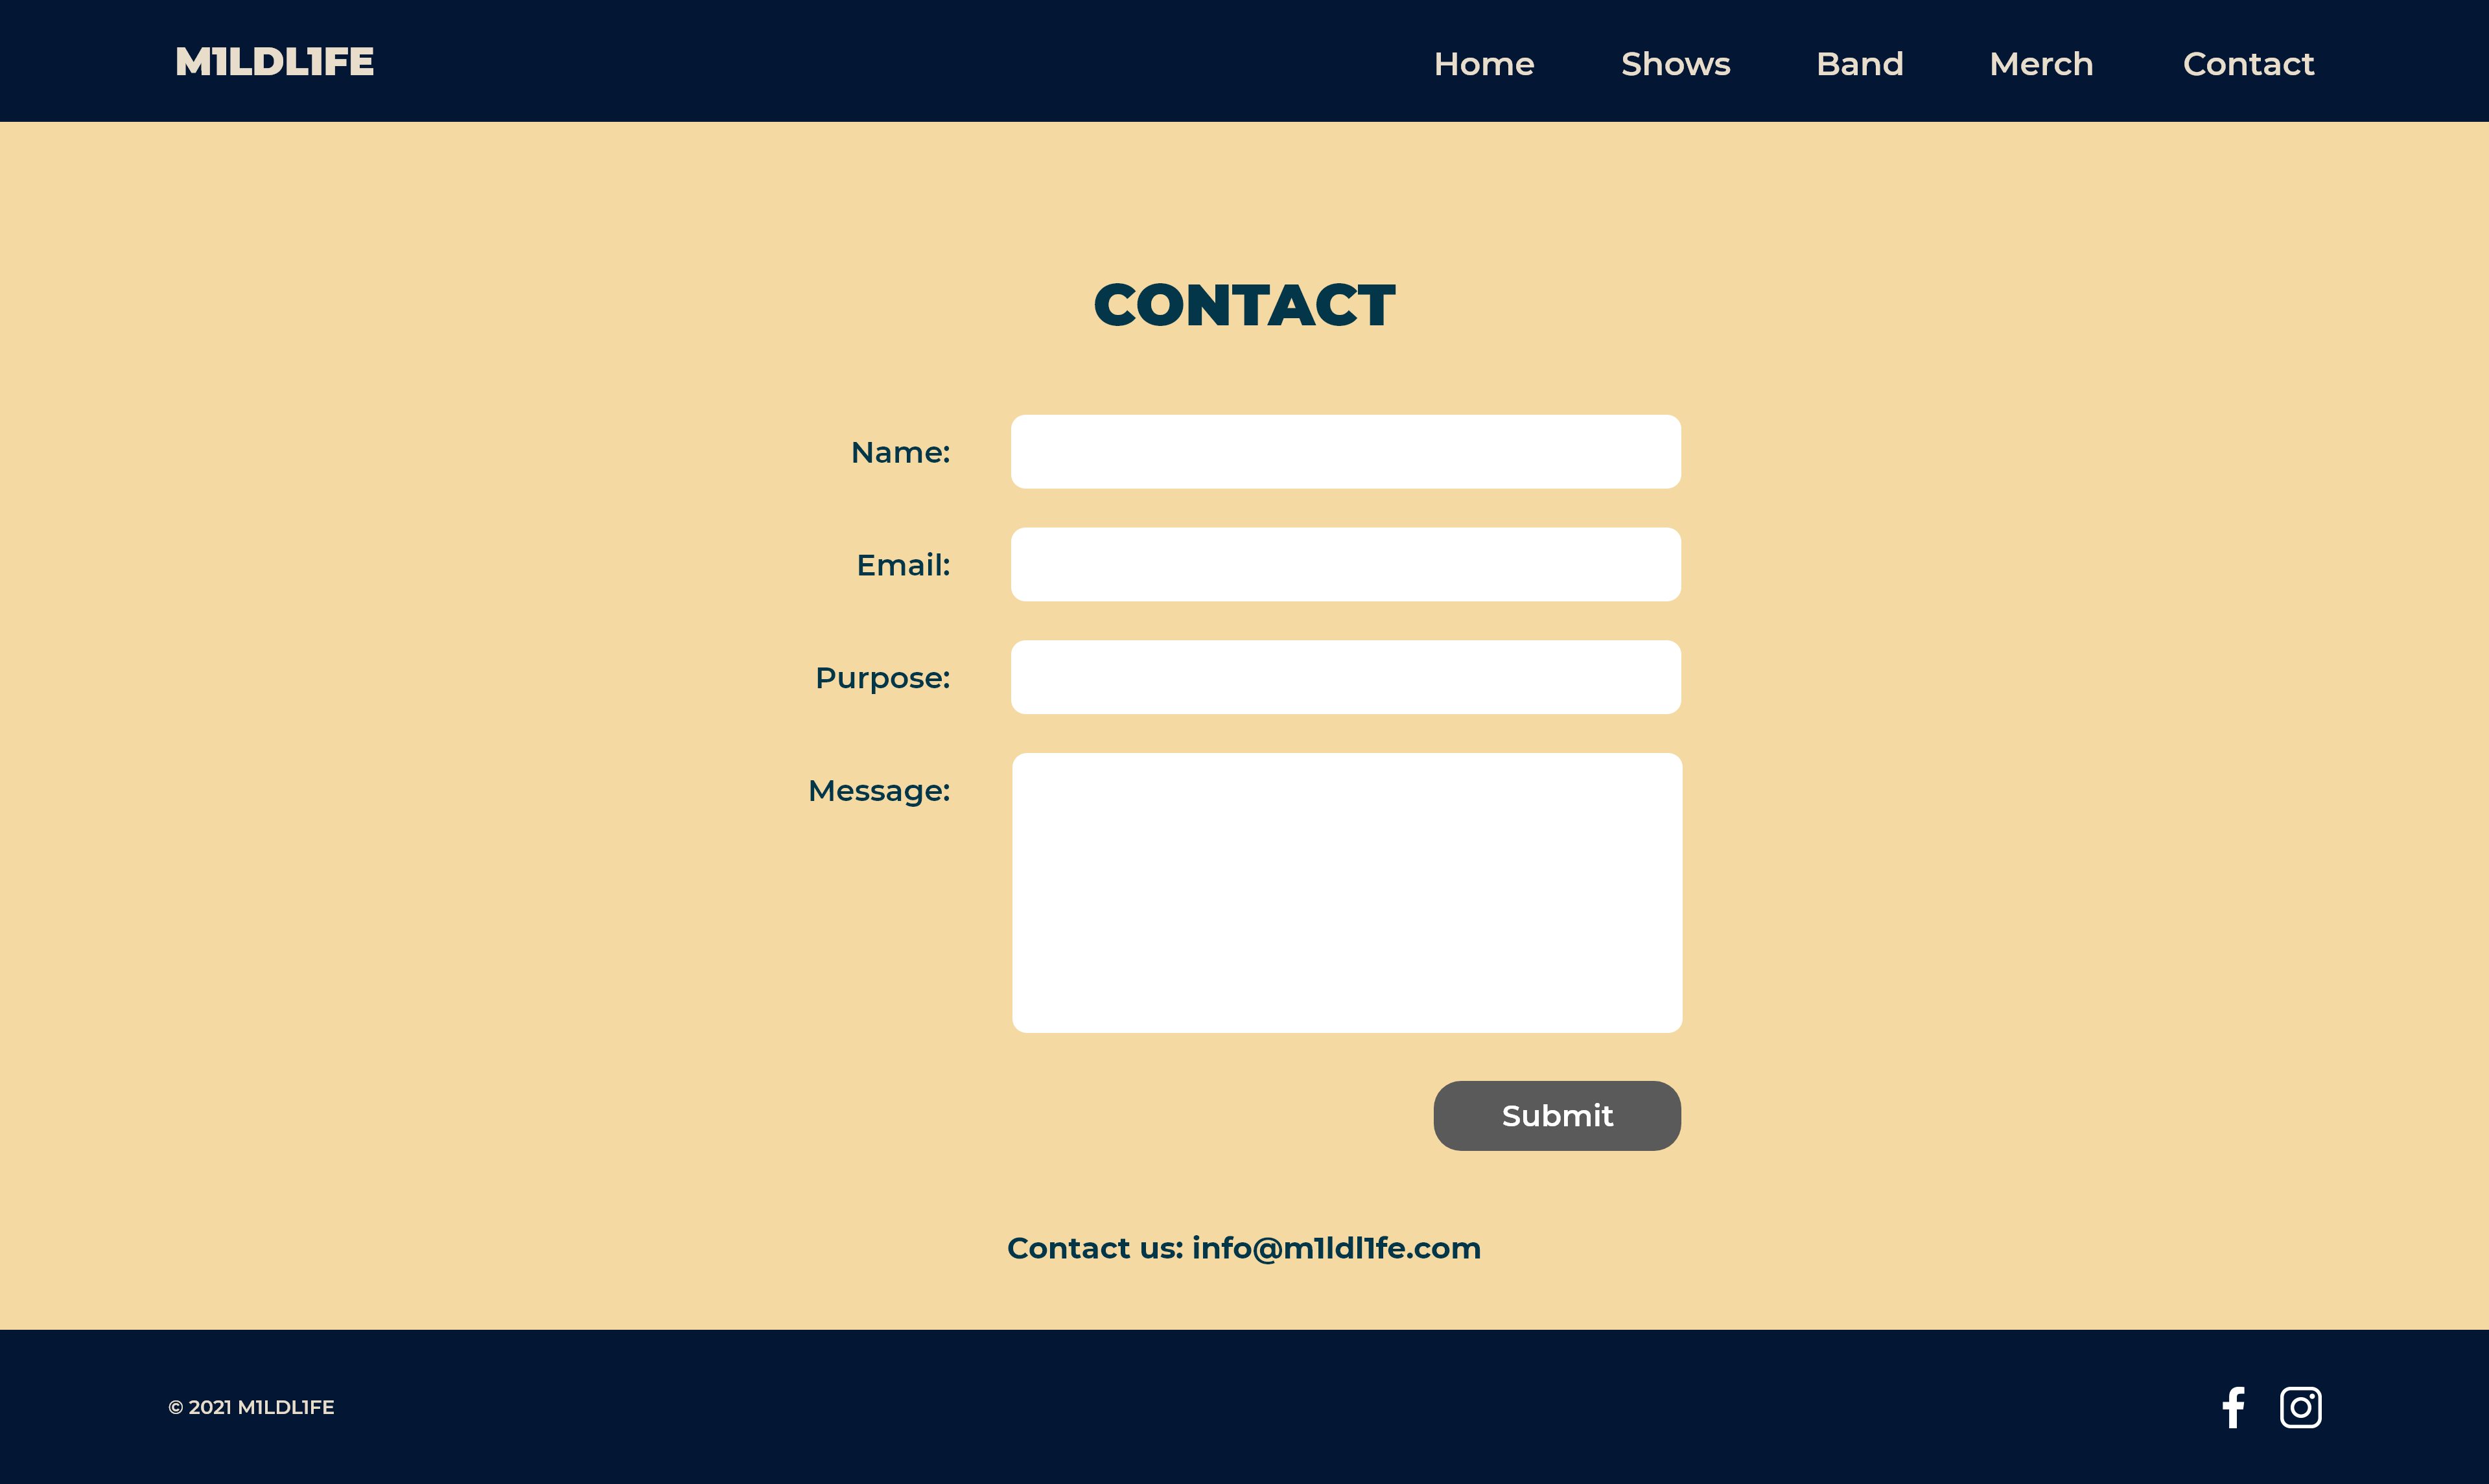 M1LDL1FE
Home Shows Band Merch Contact
CONTACT
Name:
Email:
Purpose:
Message:
Submit
Contact us: info@m1ldl1fe.com
© 2021 M1LDL1FE